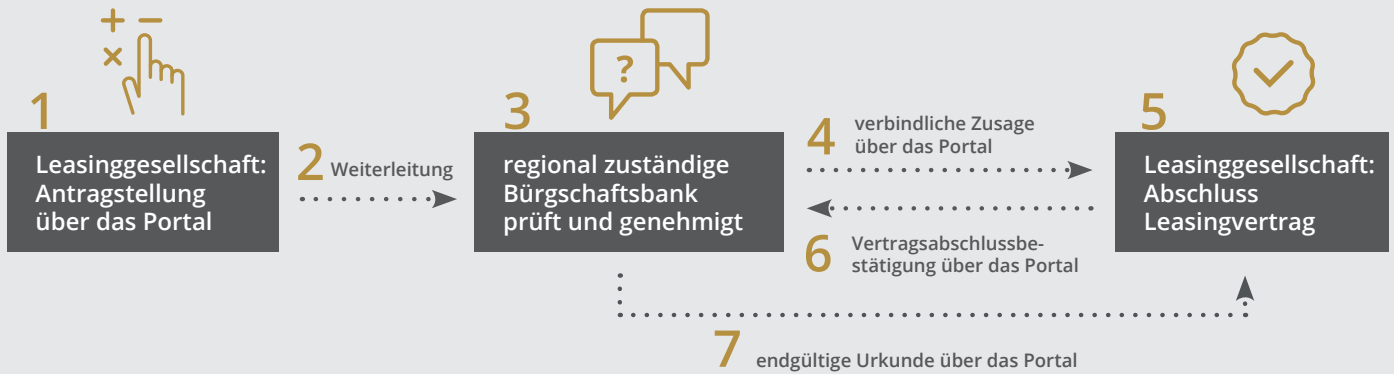 + −
×
?
1
Leasinggesellschaft:
Antragstellung
über das Portal
2 Weiterleitung
3
regional zuständige
Bürgschaftsbank
prüft und genehmigt
4 verbindliche Zusage
über das Portal
5
Leasinggesellschaft:
Abschluss
Leasingvertrag
6 Vertragsabschlussbe-
stätigung über das Portal
7 endgültige Urkunde über das Portal